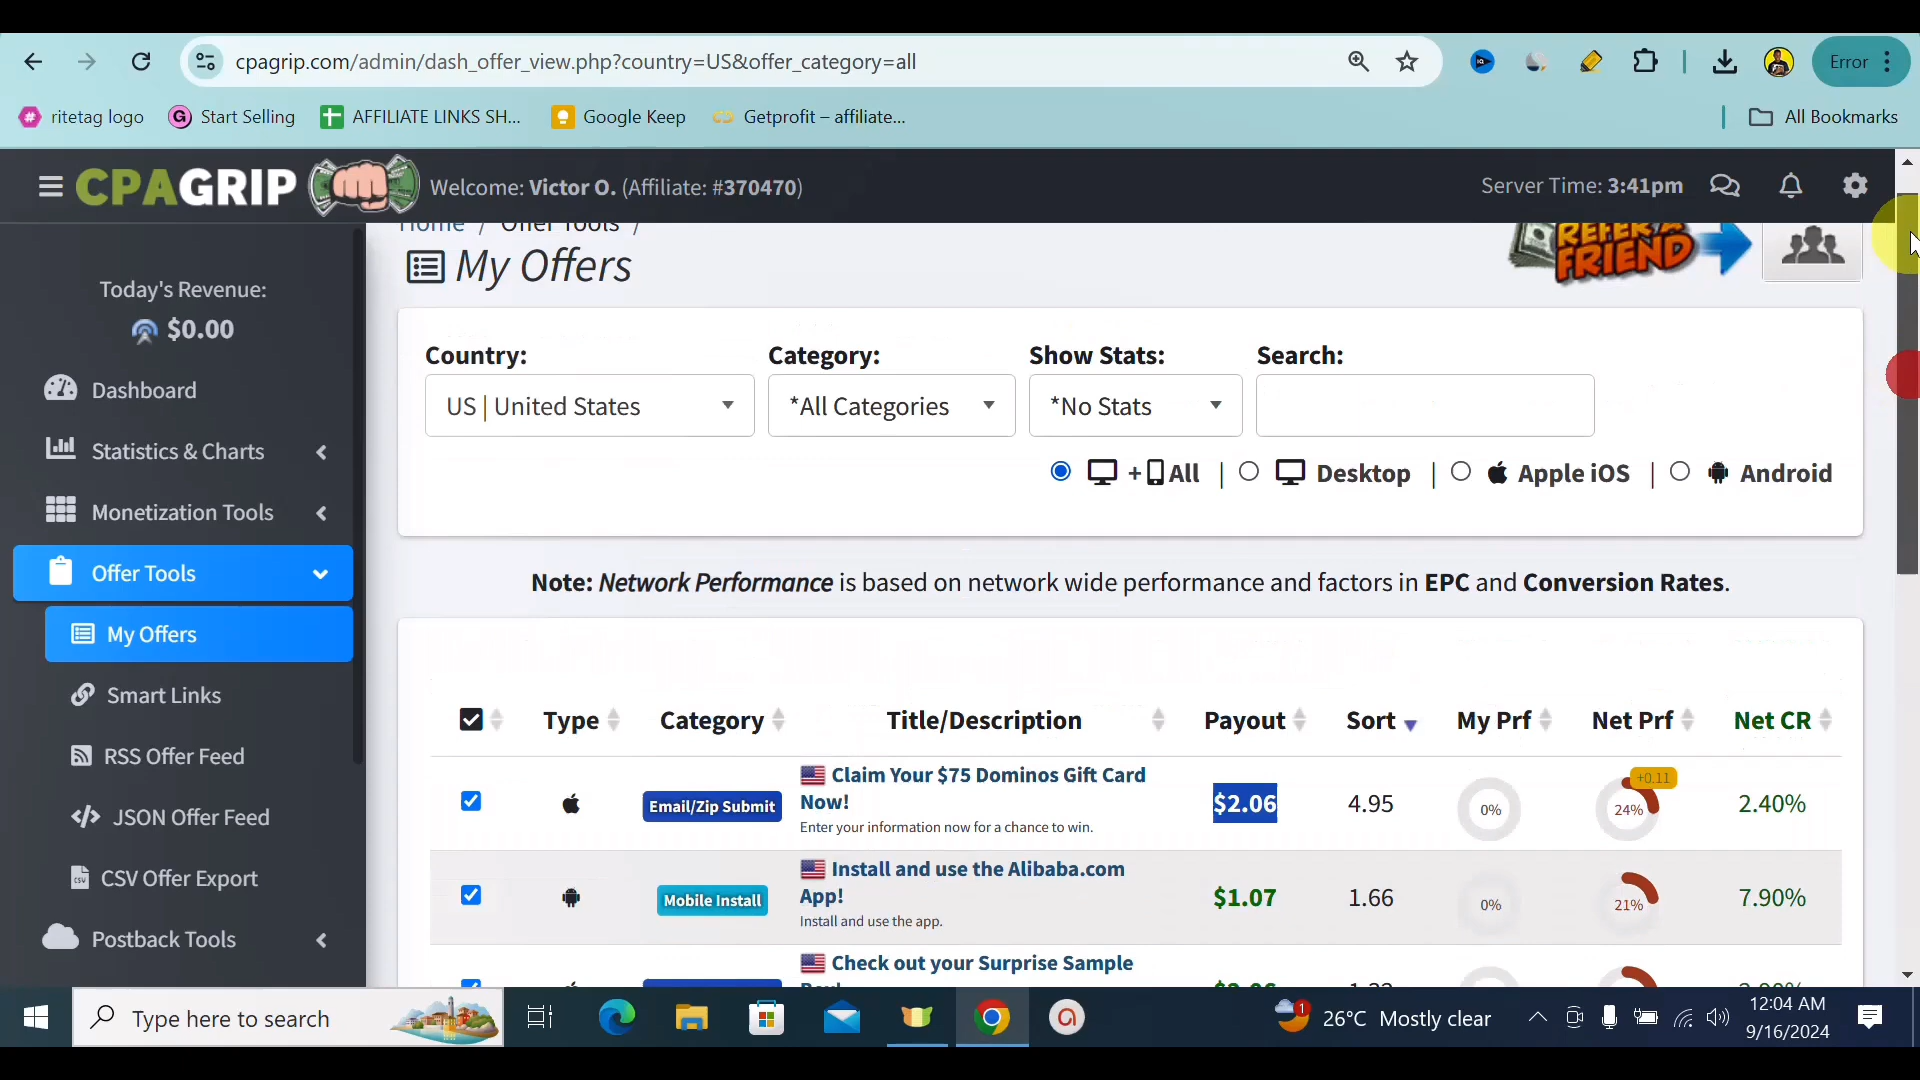 cpagrip.com/admin/dash_offer_view.php?country=US&offer_category=all
Error
ritetag logo
Start Selling
AFFILIATE LINKS SH...
Google Keep
Getprofit – affiliate...
All Bookmarks
CPAGRIP
Welcome: Victor O. (Affiliate: #370470)
Server Time: 3:41pm
Home / Offer Tools /
My Offers
REFER A
FRIEND
Today's Revenue:
$0.00
Dashboard
Statistics & Charts
Monetization Tools
Offer Tools
My Offers
Smart Links
RSS Offer Feed
JSON Offer Feed
CSV Offer Export
Postback Tools
Country:
Category:
Show Stats:
Search:
US | United States
*All Categories
*No Stats
+ All | Desktop | Apple iOS | Android
Note: Network Performance is based on network wide performance and factors in EPC and Conversion Rates.
Type Category Title/Description Payout Sort My Prf Net Prf Net CR
Email/Zip Submit
Claim Your $75 Dominos Gift Card
Now!
Enter your information now for a chance to win.
$2.06
4.95
0%
+0.11
24%
2.40%
Mobile Install
Install and use the Alibaba.com
App!
Install and use the app.
$1.07
1.66
0%
21%
7.90%
Check out your Surprise Sample
Type here to search
1
26°C Mostly clear
12:04 AM
9/16/2024